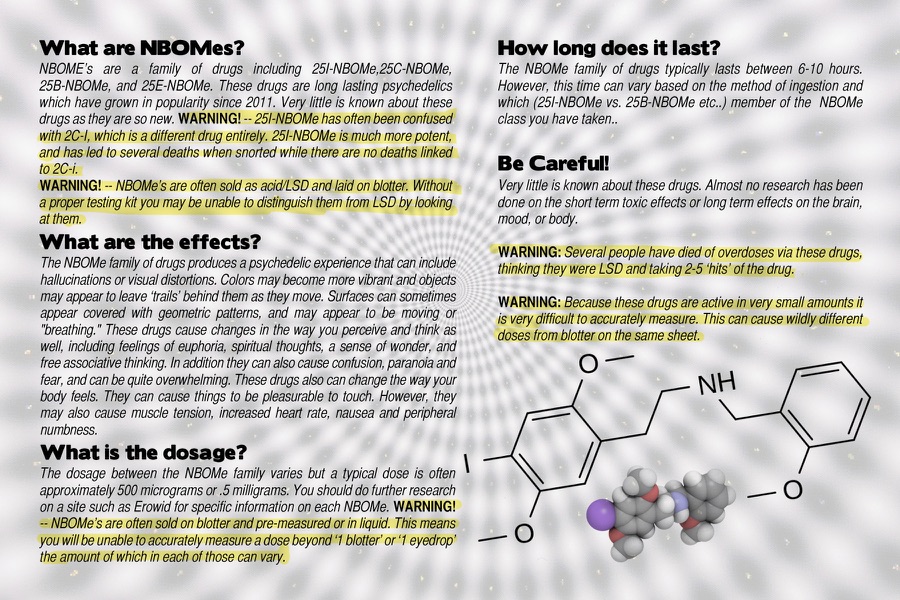 What are NBOMes?
NBOME's are a family of drugs including 25I-NBOMe,25C-NBOMe,
25B-NBOMe, and 25E-NBOMe. These drugs are long lasting psychedelics
which have grown in popularity since 2011. Very little is known about these
drugs as they are so new. WARNING! -- 25I-NBOMe has often been confused
with 2C-I, which is a different drug entirely. 25I-NBOMe is much more potent,
and has led to several deaths when snorted while there are no deaths linked
to 2C-i.
WARNING! -- NBOMe's are often sold as acid/LSD and laid on blotter. Without
a proper testing kit you may be unable to distinguish them from LSD by looking
at them.
What are the effects?
The NBOMe family of drugs produces a psychedelic experience that can include
hallucinations or visual distortions. Colors may become more vibrant and objects
may appear to leave 'trails' behind them as they move. Surfaces can sometimes
appear covered with geometric patterns, and may appear to be moving or
"breathing." These drugs cause changes in the way you perceive and think as
well, including feelings of euphoria, spiritual thoughts, a sense of wonder, and
free associative thinking. In addition they can also cause confusion, paranoia and
fear, and can be quite overwhelming. These drugs also can change the way your
body feels. They can cause things to be pleasurable to touch. However, they
may also cause muscle tension, increased heart rate, nausea and peripheral
numbness.
What is the dosage?
The dosage between the NBOMe family varies but a typical dose is often
approximately 500 micrograms or .5 milligrams. You should do further research
on a site such as Erowid for specific information on each NBOMe. WARNING!
-- NBOMe's are often sold on blotter and pre-measured or in liquid. This means
you will be unable to accurately measure a dose beyond '1 blotter' or '1 eyedrop'
the amount of which in each of those can vary.
How long does it last?
The NBOMe family of drugs typically lasts between 6-10 hours.
However, this time can vary based on the method of ingestion and
which (25I-NBOMe vs. 25B-NBOMe etc..) member of the NBOMe
class you have taken..
Be Careful!
Very little is known about these drugs. Almost no research has been
done on the short term toxic effects or long term effects on the brain,
mood, or body.
WARNING: Several people have died of overdoses via these drugs,
thinking they were LSD and taking 2-5 'hits' of the drug.
WARNING: Because these drugs are active in very small amounts it
is very difficult to accurately measure. This can cause wildly different
doses from blotter on the same sheet.
O
NH
I
O
O